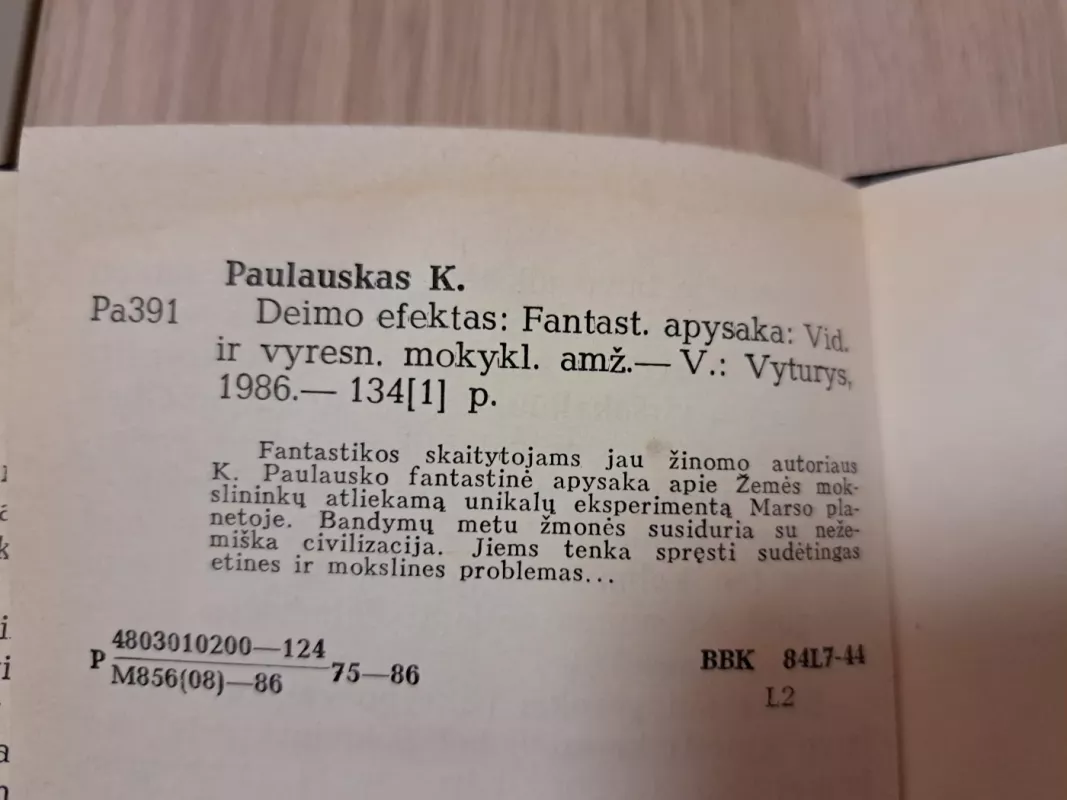 Paulauskas K.
Pa391 Deimo efektas: Fantast. apysaka: Vid.
ir vyresn. mokykl. amž.— V.: Vyturys,
1986.— 134[1] p.
Fantastikos skaitytojams jau žinomo autoriaus
K. Paulausko fantastinė apysaka apie Žemės mok-
slininkų atliekamą unikalų eksperimentą Marso pla-
netoje. Bandymų metu žmonės susiduria su neže-
miška civilizacija. Jiems tenka spręsti sudėtingas
etines ir mokslines problemas...
P 4803010200—124
M856(08)—86 75—86
BBK 84L7-44
L2